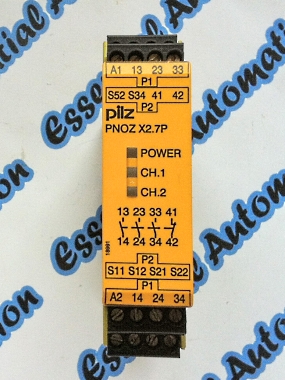 A1 13 23 33
P1
S52 S34 41 42
P2
pilz
PNOZ X2.7P
POWER
CH.1
CH.2
13 23 33 41
14 24 34 42
P2
S11 S12 S21 S22
P1
A2 14 24 34
Essential Automation